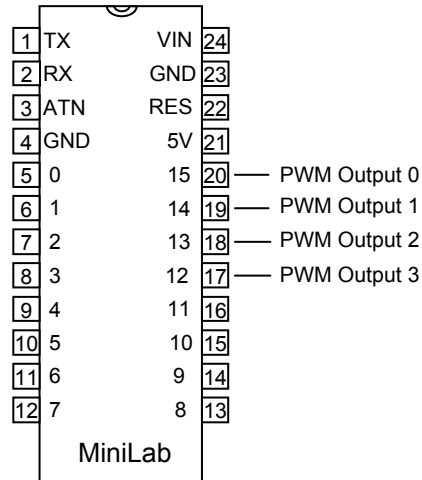 1 TX VIN 24
2 RX GND 23
3 ATN RES 22
4 GND 5V 21
5 0 15 20 PWM Output 0
6 1 14 19 PWM Output 1
7 2 13 18 PWM Output 2
8 3 12 17 PWM Output 3
9 4 11 16
10 5 10 15
11 6 9 14
12 7 8 13
MiniLab